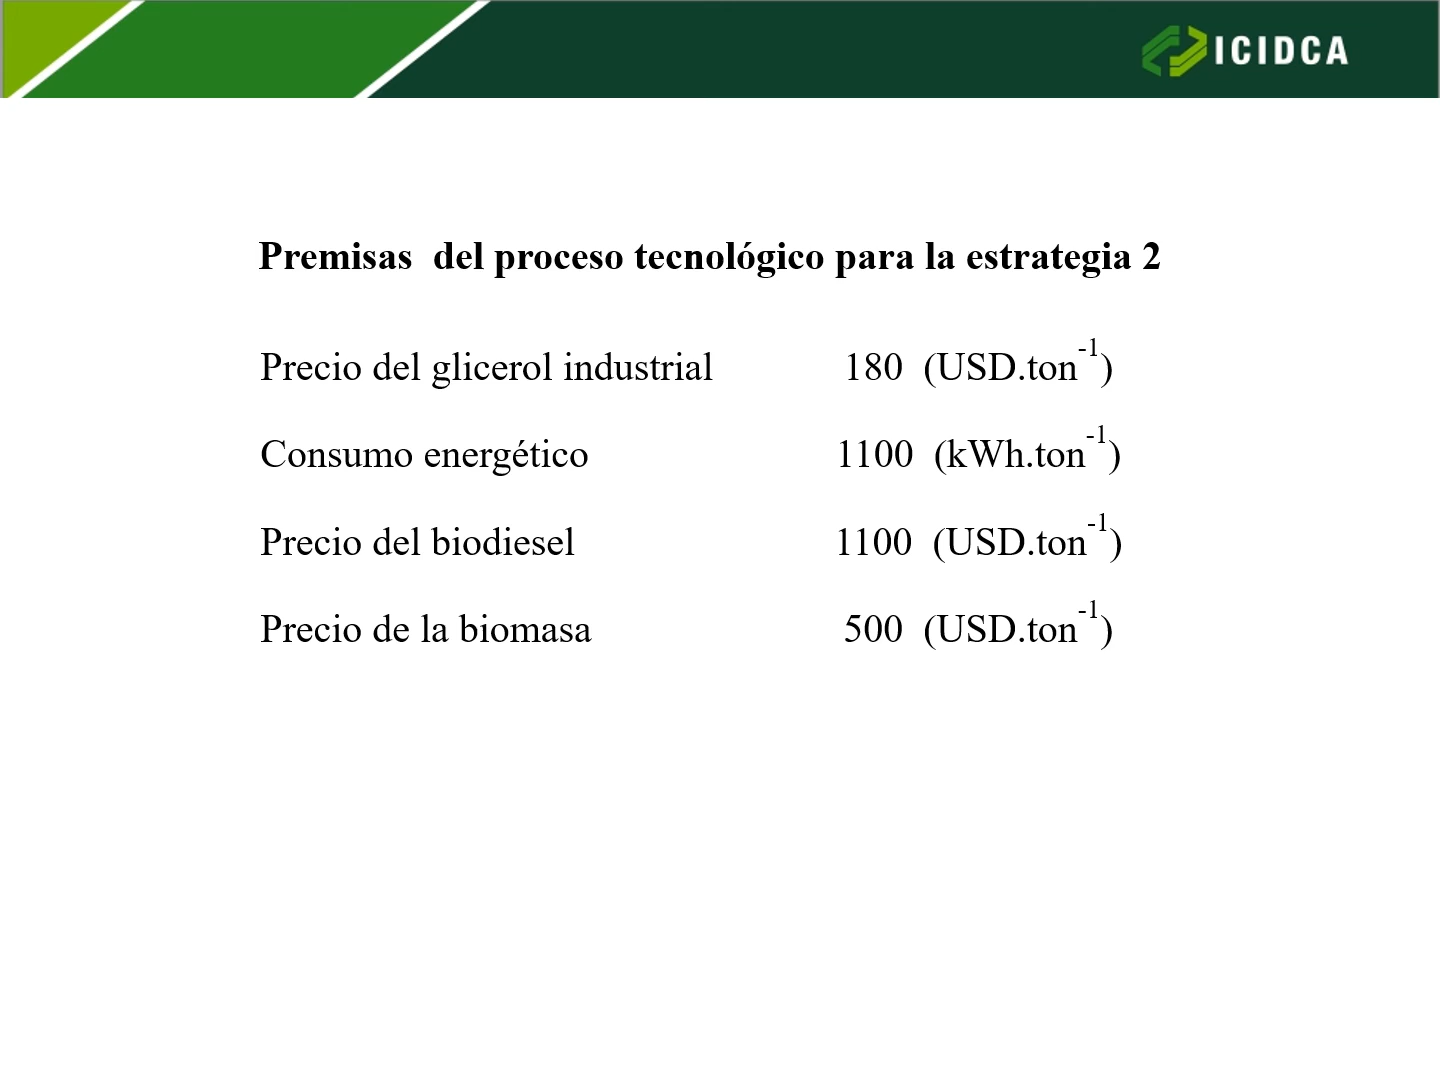 ICIDCA
Premisas  del proceso tecnológico para la estrategia 2
Precio del glicerol industrial 180  (USD.ton⁻¹)
Consumo energético 1100  (kWh.ton⁻¹)
Precio del biodiesel 1100  (USD.ton⁻¹)
Precio de la biomasa 500  (USD.ton⁻¹)